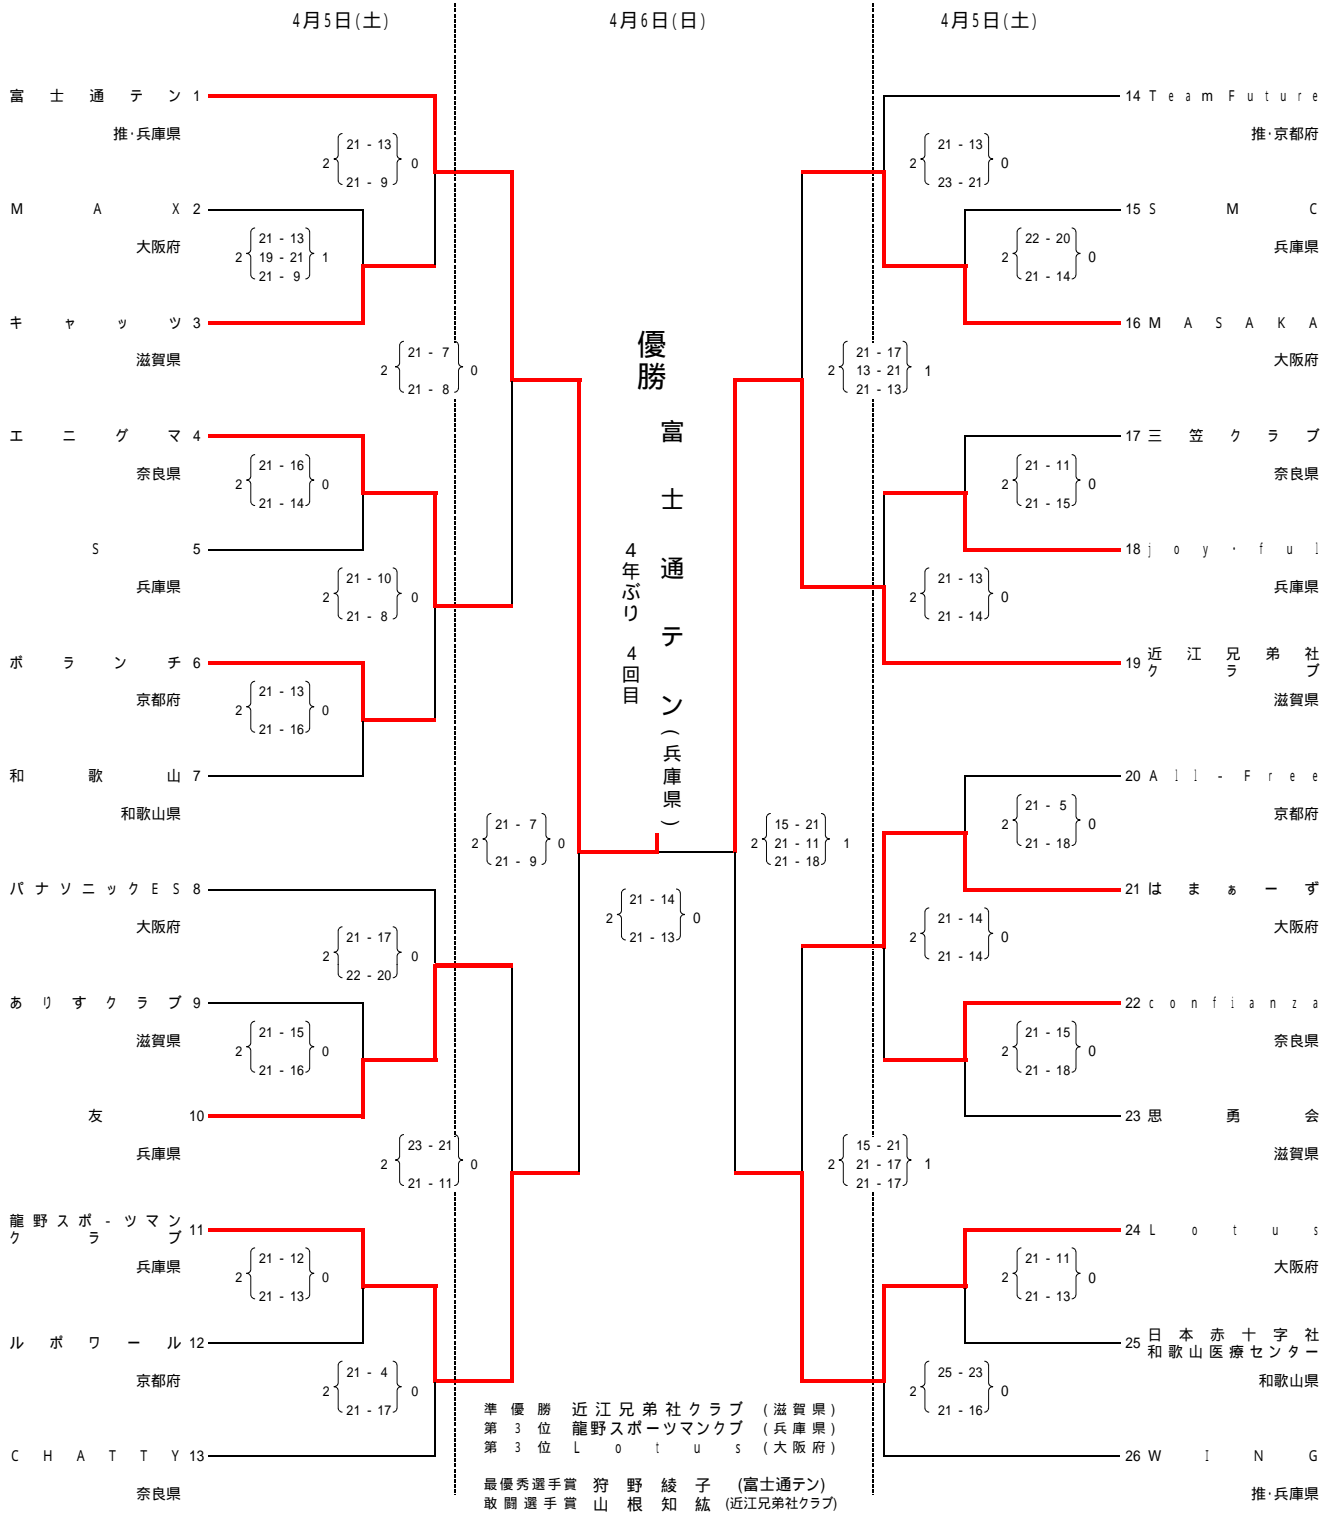 4月5日(土)
4月6日(日)
4月5日(土)
富士通テン 1
推・兵庫県
2 21 - 13 0
21 - 9
MAX 2
大阪府
2 21 - 13 1
19 - 21
21 - 9
キャッツ 3
滋賀県
2 21 - 7 0
21 - 8
エニグマ 4
奈良県
2 21 - 16 0
21 - 14
S 5
兵庫県
2 21 - 10 0
21 - 8
ボランチ 6
京都府
2 21 - 13 0
21 - 16
和歌山 7
和歌山県
2 21 - 7 0
21 - 9
パナソニックES 8
大阪府
2 21 - 17 0
22 - 20
ありすクラブ 9
滋賀県
2 21 - 15 0
21 - 16
友 10
兵庫県
2 23 - 21 0
21 - 11
龍野スポ-ツマン
クラブ 11
兵庫県
2 21 - 12 0
21 - 13
ルポワール 12
京都府
2 21 - 4 0
21 - 17
CHATTY 13
奈良県
優勝
富士通テン(兵庫県)
4年ぶり 4回目
2 21 - 14 0
21 - 13
14 Team Future
推・京都府
2 21 - 13 0
23 - 21
15 SMC
兵庫県
2 22 - 20 0
21 - 14
16 MASAKA
大阪府
2 21 - 17 1
13 - 21
21 - 13
17 三笠クラブ
奈良県
2 21 - 11 0
21 - 15
18 joy・ful
兵庫県
2 21 - 13 0
21 - 14
19 近江兄弟社
クラブ
滋賀県
20 All-Free
京都府
2 21 - 5 0
21 - 18
2 15 - 21 1
21 - 11
21 - 18
21 はまぁーず
大阪府
2 21 - 14 0
21 - 14
22 confianza
奈良県
2 21 - 15 0
21 - 18
23 思勇会
滋賀県
2 15 - 21 1
21 - 17
21 - 17
24 Lotus
大阪府
2 21 - 11 0
21 - 13
25 日本赤十字社
和歌山医療センター
和歌山県
2 25 - 23 0
21 - 16
26 WING
推・兵庫県
準優勝 近江兄弟社クラブ (滋賀県)
第3位 龍野スポーツマンクブ (兵庫県)
第3位 Lotus (大阪府)
最優秀選手賞 狩野綾子 (富士通テン)
敢闘選手賞 山根知紘 (近江兄弟社クラブ)